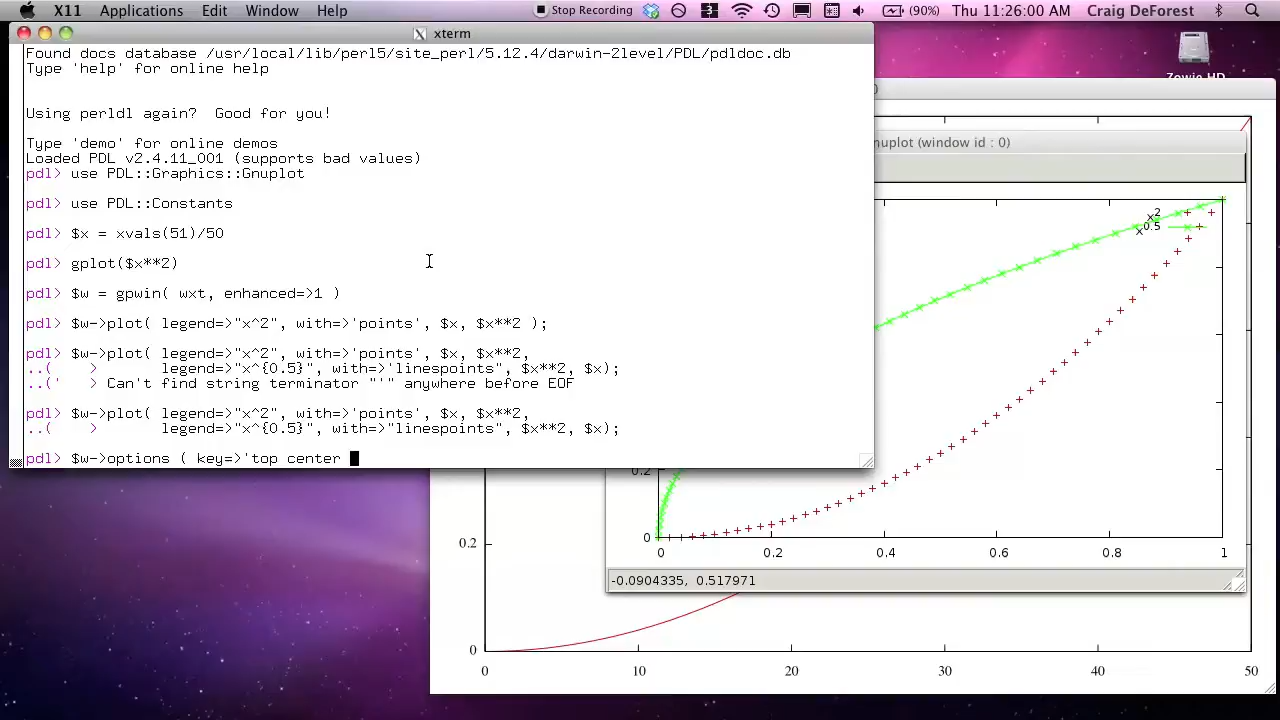 X11 Applications Edit Window Help
Stop Recording
3
(90%) Thu 11:26:00 AM Craig DeForest
X xterm
Found docs database /usr/local/lib/perl5/site_perl/5.12.4/darwin-2level/PDL/pdldoc.db
Type 'help' for online help
Using perldl again? Good for you!
Type 'demo' for online demos
Loaded PDL v2.4.11_001 (supports bad values)
pdl> use PDL::Graphics::Gnuplot
pdl> use PDL::Constants
pdl> $x = xvals(51)/50
pdl> gplot($x**2)
pdl> $w = gpwin( wxt, enhanced=>1 )
pdl> $w->plot( legend=>"x^2", with=>'points', $x, $x**2 );
pdl> $w->plot( legend=>"x^2", with=>'points', $x, $x**2,
..(    >         legend=>"x^{0.5}", with=>'linespoints", $x**2, $x);
..('   > Can't find string terminator "'" anywhere before EOF
pdl> $w->plot( legend=>"x^2", with=>'points', $x, $x**2,
..(    >         legend=>"x^{0.5}", with=>"linespoints", $x**2, $x);
pdl> $w->options ( key=>'top center
Zowie HD
)
nuplot (window id : 0)
x2
x0.5
0.2
0
0 0.2 0.4 0.6 0.8 1
-0.0904335, 0.517971
0.2
0
0 10 20 30 40 50